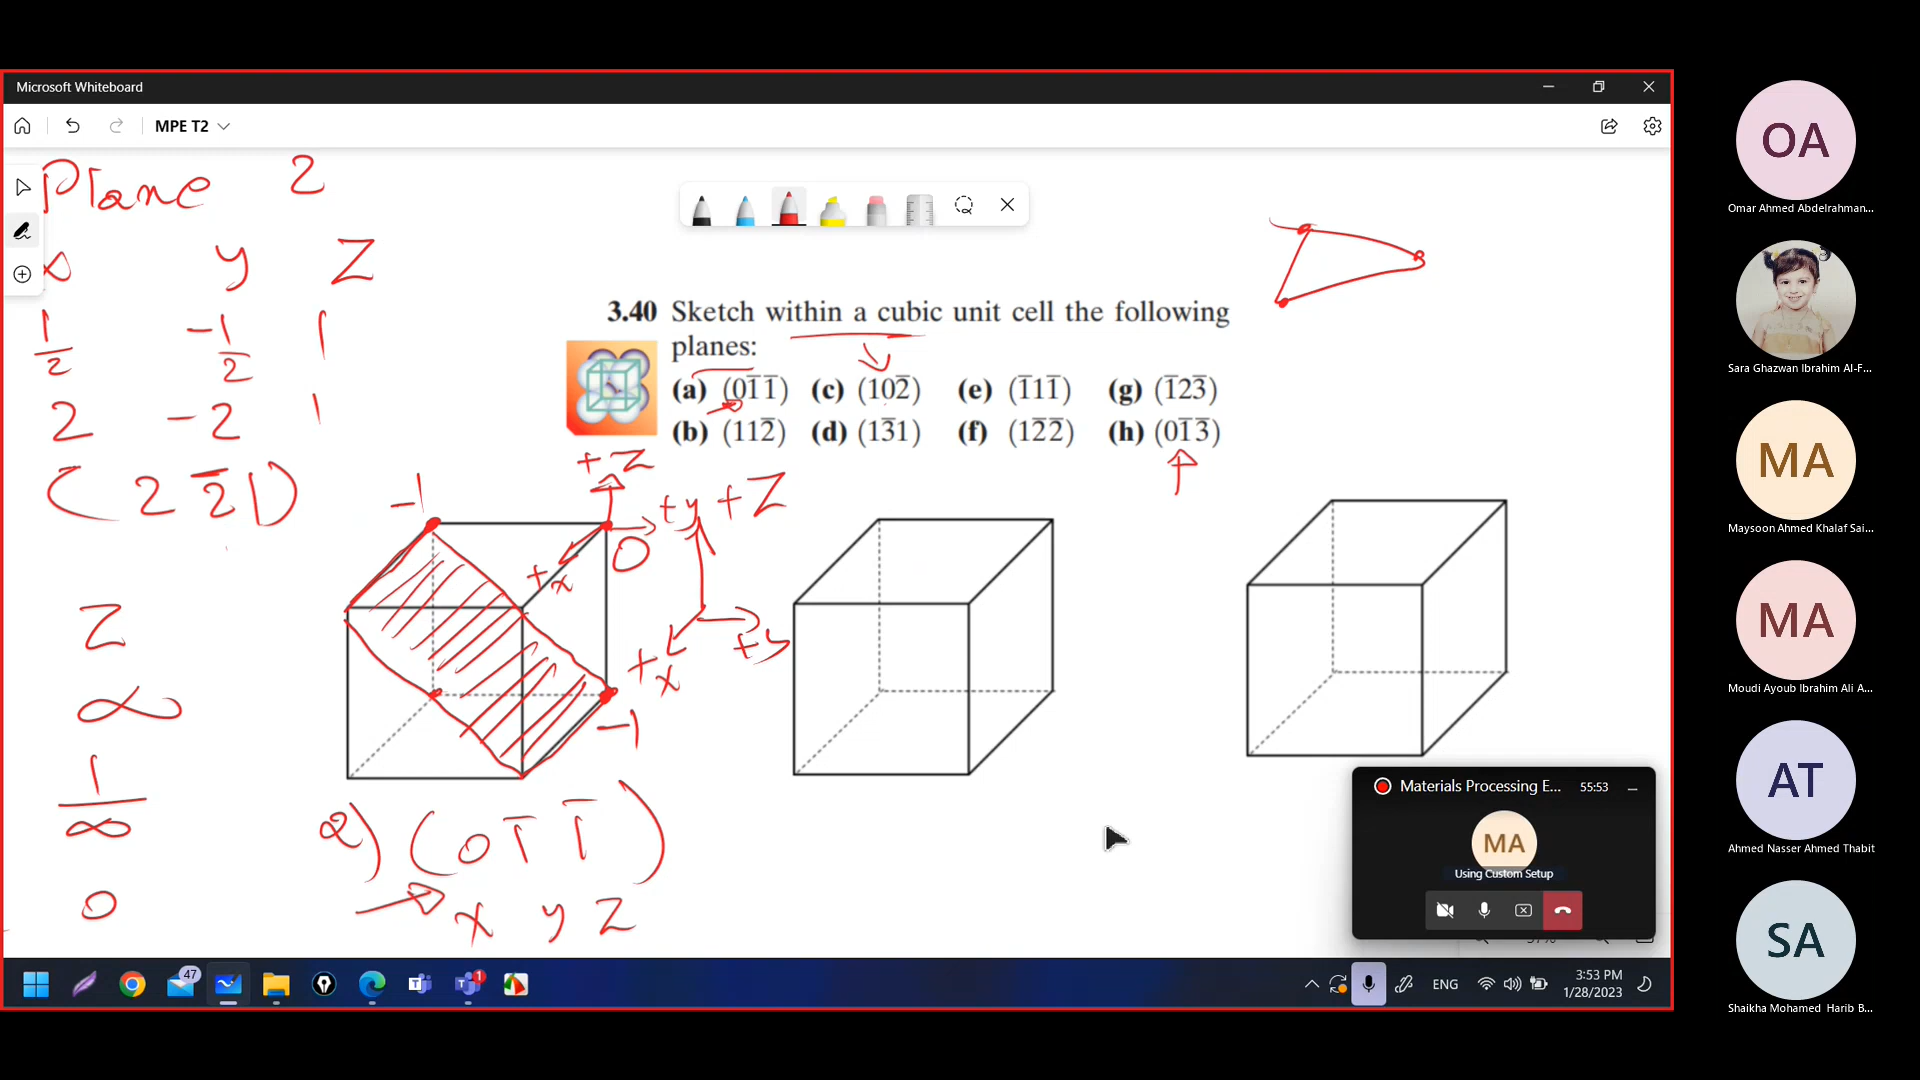 Microsoft Whiteboard
MPE T2
Plane 2
x y Z
1/2 -1/2 1
2 -2 1
(2 2̅ 1)
Z
∞
1/∞
0
3.40 Sketch within a cubic unit cell the following
planes:
(a) (01̅1̅) (c) (102̅) (e) (1̅11̅) (g) (1̅23̅)
(b) (112̅) (d) (13̅1) (f) (12̅2̅) (h) (01̅3̅)
+Z
-1
+y
+Z
O
+x
+y
+x
-1
a) (0 1̅ 1̅)
x y z
Materials Processing E... 55:53
MA
Using Custom Setup
47
1
ENG
3:53 PM
1/28/2023
OA
Omar Ahmed Abdelrahman...
Sara Ghazwan Ibrahim Al-F...
MA
Maysoon Ahmed Khalaf Sai...
MA
Moudi Ayoub Ibrahim Ali A...
AT
Ahmed Nasser Ahmed Thabit
SA
Shaikha Mohamed Harib B...